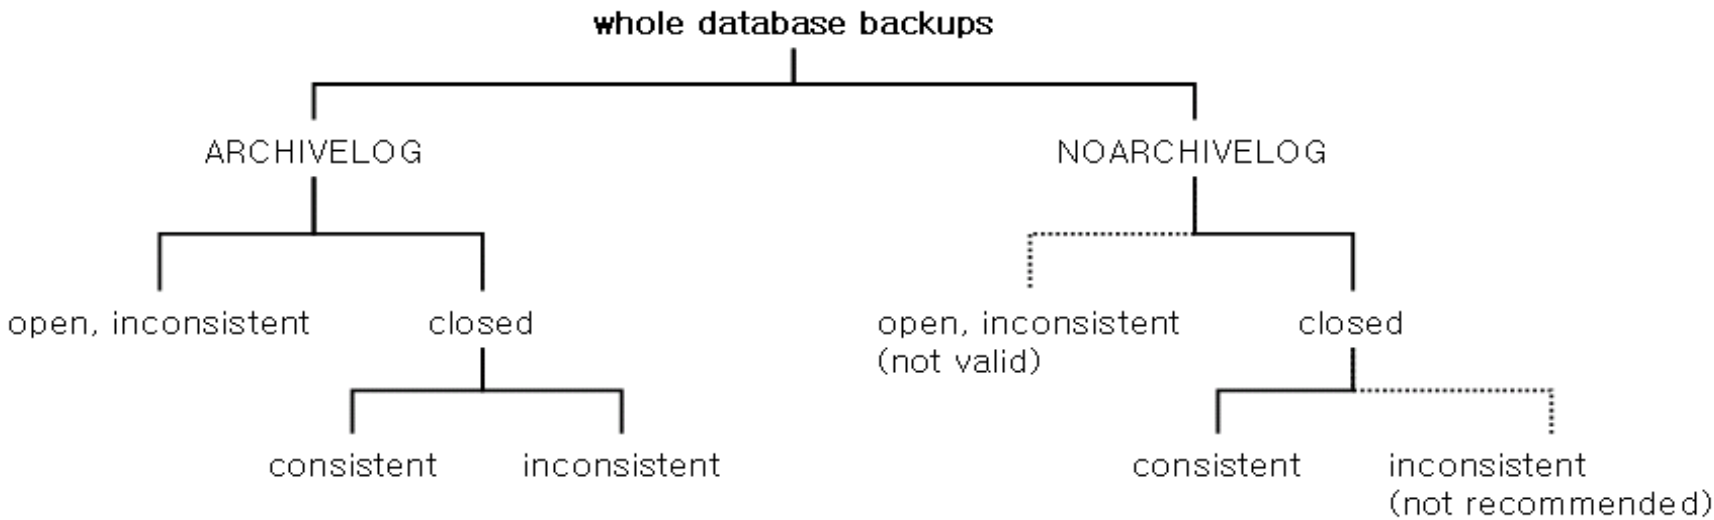 whole database backups
ARCHIVELOG
NOARCHIVELOG
open, inconsistent
closed
open, inconsistent
(not valid)
closed
consistent
inconsistent
consistent
inconsistent
(not recommended)